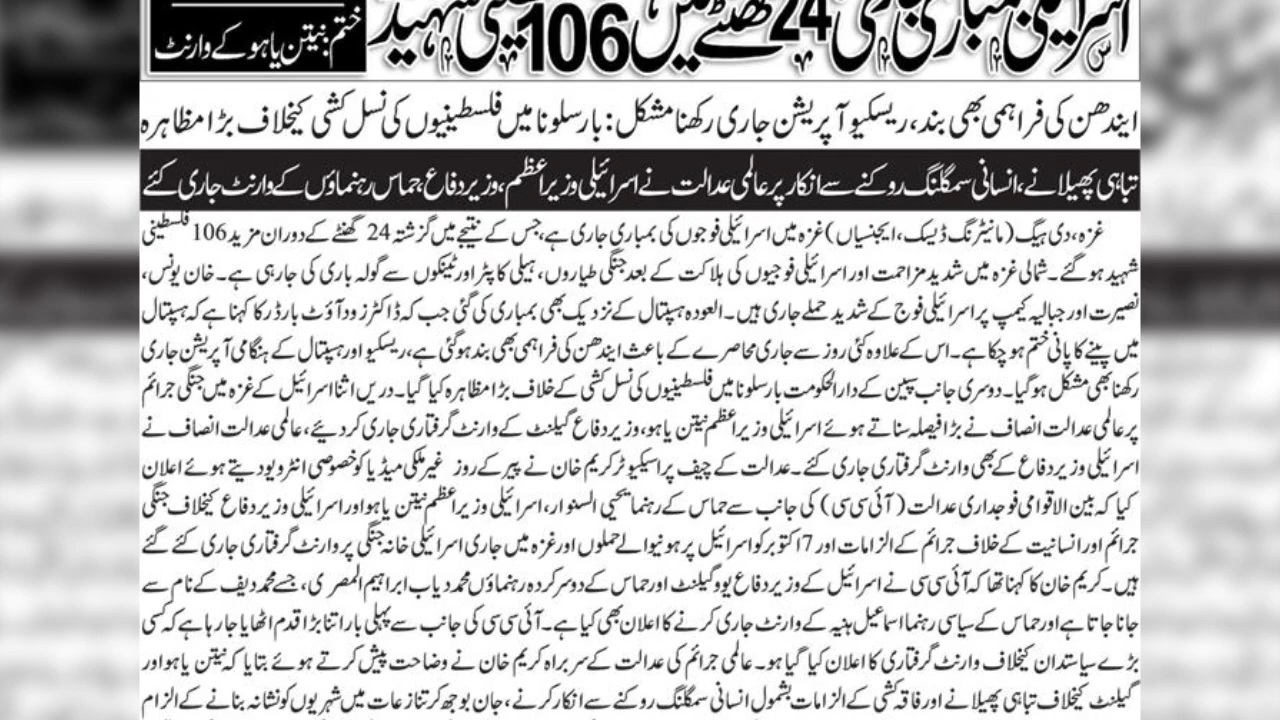 اسرائیلی بمباری جاری 24 گھنٹے میں 106 شہید
ختم نیتن یاہو کے وارنٹ
ایندھن کی فراہمی بھی بند، ریسکیو آپریشن جاری رکھنا مشکل: بارسلونا میں فلسطینیوں کی نسل کشی کیخلاف بڑا مظاہرہ
تباہی پھیلانے، انسانی سمگلنگ روکنے سے انکار پر عالمی عدالت نے اسرائیلی وزیراعظم، وزیر دفاع، حماس رہنماؤں کے وارنٹ جاری کئے
غزہ، دی ہیگ (مانیٹرنگ ڈیسک، ایجنسیاں) غزہ میں اسرائیلی فوجوں کی بمباری جاری ہے، جس کے نتیجے میں گزشتہ 24 گھنٹے کے دوران مزید 106 فلسطینی
شہید ہو گئے۔ شمالی غزہ میں شدید مزاحمت اور اسرائیلی فوجیوں کی ہلاکت کے بعد جنگی طیاروں، ہیلی کاپٹر اور ٹینکوں سے گولہ باری کی جا رہی ہے۔ خان یونس،
نصیرت اور جبالیہ کیمپ پر اسرائیلی فوج کے شدید حملے جاری ہیں۔ العودہ ہسپتال کے نزدیک بھی بمباری کی گئی جب کہ ڈاکٹرز ودآؤٹ بارڈر کا کہنا ہے کہ ہسپتال
میں پینے کا پانی ختم ہو چکا ہے۔ اس کے علاوہ کئی روز سے جاری محاصرے کے باعث ایندھن کی فراہمی بھی بند ہو گئی ہے، ریسکیو اور ہسپتال کے ہنگامی آپریشن جاری
رکھنا بھی مشکل ہو گیا۔ دوسری جانب سپین کے دارالحکومت بارسلونا میں فلسطینیوں کی نسل کشی کے خلاف بڑا مظاہرہ کیا گیا۔ دریں اثنا اسرائیل کے غزہ میں جنگی جرائم
پر عالمی عدالت انصاف نے بڑا فیصلہ سناتے ہوئے اسرائیلی وزیراعظم نیتن یاہو، وزیر دفاع گیلنٹ کے وارنٹ گرفتاری جاری کر دیئے، عالمی عدالت انصاف نے
اسرائیلی وزیر دفاع کے بھی وارنٹ گرفتاری جاری کئے۔ عدالت کے چیف پراسیکیوٹر کریم خان نے پیر کے روز غیر ملکی میڈیا کو خصوصی انٹرویو دیتے ہوئے اعلان
کیا کہ بین الاقوامی فوجداری عدالت (آئی سی سی) کی جانب سے حماس کے رہنما یحییٰ السنوار، اسرائیلی وزیراعظم نیتن یاہو اور اسرائیلی وزیر دفاع کیخلاف جنگی
جرائم اور انسانیت کے خلاف جرائم کے الزامات اور 7 اکتوبر کو اسرائیل پر ہونیوالے حملوں اور غزہ میں جاری اسرائیلی خانہ جنگی پر وارنٹ گرفتاری جاری کئے گئے
ہیں۔ کریم خان کا کہنا تھا کہ آئی سی سی نے اسرائیل کے وزیر دفاع یوو گیلنٹ اور حماس کے دو سرکردہ رہنماؤں محمد دیاب ابراہیم المصری، جسے محمد دیف کے نام سے
جانا جاتا ہے اور حماس کے سیاسی رہنما اسماعیل ہنیہ کے وارنٹ جاری کرنے کا اعلان بھی کیا ہے۔ آئی سی سی کی جانب سے پہلی بار اتنا بڑا قدم اٹھایا جا رہا ہے کہ کسی
بڑے سیاستدان کیخلاف وارنٹ گرفتاری کا اعلان کیا گیا ہو۔ عالمی جرائم کی عدالت کے سربراہ کریم خان نے وضاحت پیش کرتے ہوئے بتایا کہ نیتن یاہو اور
گیلنٹ کیخلاف تباہی پھیلانے اور فاقہ کشی کے الزامات بشمول انسانی سمگلنگ روکنے سے انکار کرنے، جان بوجھ کر تنازعات میں شہریوں کو نشانہ بنانے کے الزام